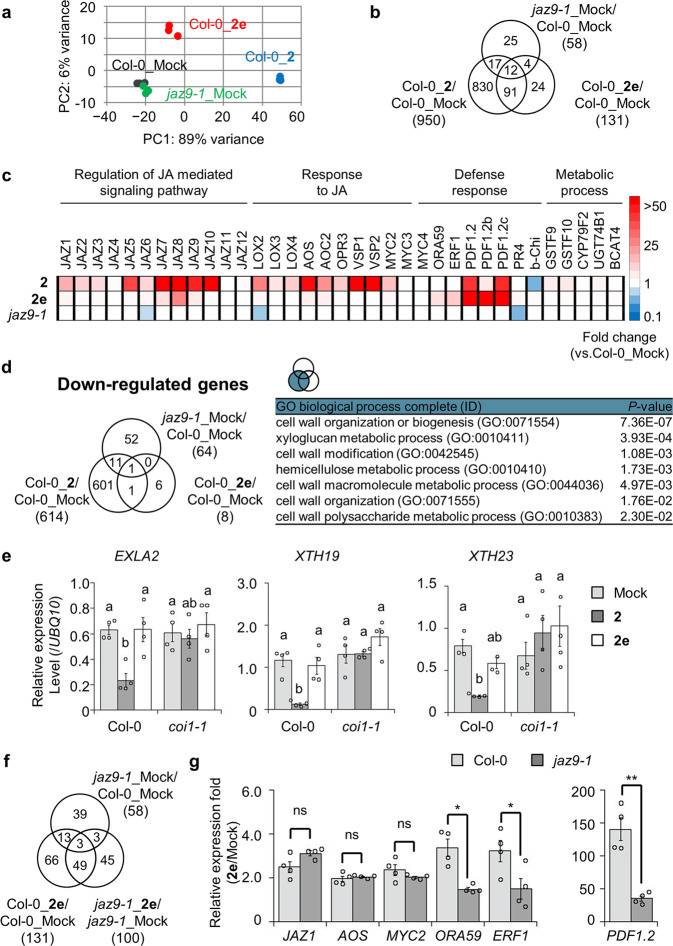 a
PC2: 6% variance
20
10
0
-10
-40
-20
0
20
40
60
PC1: 89% variance
Col-0_2e
Col-0_2
Col-0_Mock
jaz9-1_Mock
b
jaz9-1_Mock/
Col-0_Mock
(58)
25
17
4
12
830
91
24
Col-0_2/
Col-0_Mock
(950)
Col-0_2e/
Col-0_Mock
(131)
c
Regulation of JA mediated
signaling pathway
Response
to JA
Defense
response
Metabolic
process
JAZ1
JAZ2
JAZ3
JAZ4
JAZ5
JAZ6
JAZ7
JAZ8
JAZ9
JAZ10
JAZ11
JAZ12
LOX2
LOX3
LOX4
AOS
AOC2
OPR3
VSP1
VSP2
MYC2
MYC3
MYC4
ORA59
ERF1
PDF1.2
PDF1.2b
PDF1.2c
PR4
b-Chi
GSTF9
GSTF10
CYP79F2
UGT74B1
BCAT4
2
2e
jaz9-1
>50
25
1
0.1
Fold change
(vs.Col-0_Mock)
d
Down-regulated genes
jaz9-1_Mock/
Col-0_Mock
(64)
52
11
0
1
601
1
6
Col-0_2/
Col-0_Mock
(614)
Col-0_2e/
Col-0_Mock
(8)
GO biological process complete (ID) P-value
cell wall organization or biogenesis (GO:0071554) 7.36E-07
xyloglucan metabolic process (GO:0010411) 3.93E-04
cell wall modification (GO:0042545) 1.08E-03
hemicellulose metabolic process (GO:0010410) 1.73E-03
cell wall macromolecule metabolic process (GO:0044036) 4.97E-03
cell wall organization (GO:0071555) 1.76E-02
cell wall polysaccharide metabolic process (GO:0010383) 2.30E-02
e
Relative expression
Level (/UBQ10)
EXLA2
1.0
0.8
0.6
0.4
0.2
0
a
b
a
a
ab
a
Col-0
coi1-1
XTH19
3.0
2.0
1.0
0
a
b
a
a
a
a
Col-0
coi1-1
XTH23
1.5
1.0
0.5
0
a
b
ab
a
a
a
Col-0
coi1-1
Mock
2
2e
f
jaz9-1_Mock/
Col-0_Mock
(58)
39
13
3
3
66
49
45
Col-0_2e/
Col-0_Mock
(131)
jaz9-1_2e/
jaz9-1_Mock
(100)
g
Col-0
jaz9-1
Relative expression fold
(2e/Mock)
6.0
4.0
2.0
0.0
ns
ns
ns
*
*
JAZ1
AOS
MYC2
ORA59
ERF1
200
150
100
50
0
**
PDF1.2